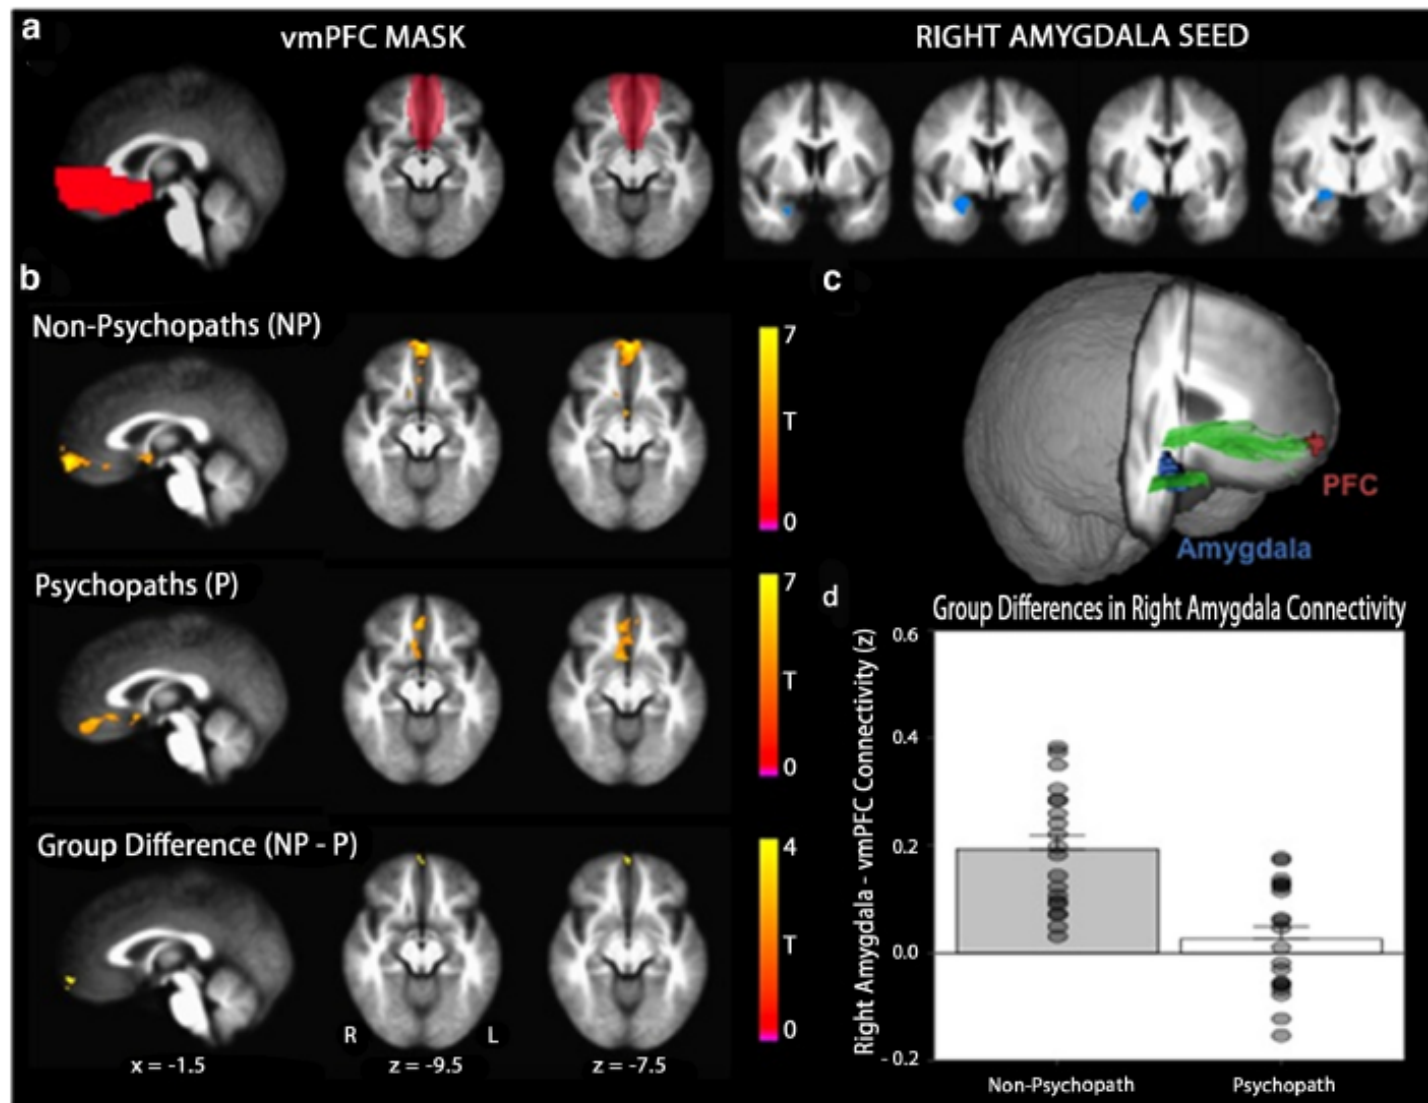 a
vmPFC MASK
RIGHT AMYGDALA SEED
b
Non-Psychopaths (NP)
7
T
0
Psychopaths (P)
7
T
0
Group Difference (NP - P)
4
T
0
R
L
x = -1.5
z = -9.5
z = -7.5
c
PFC
Amygdala
d
Group Differences in Right Amygdala Connectivity
Right Amygdala - vmPFC Connectivity (z)
0.6
0.4
0.2
0.0
- 0.2
Non-Psychopath
Psychopath